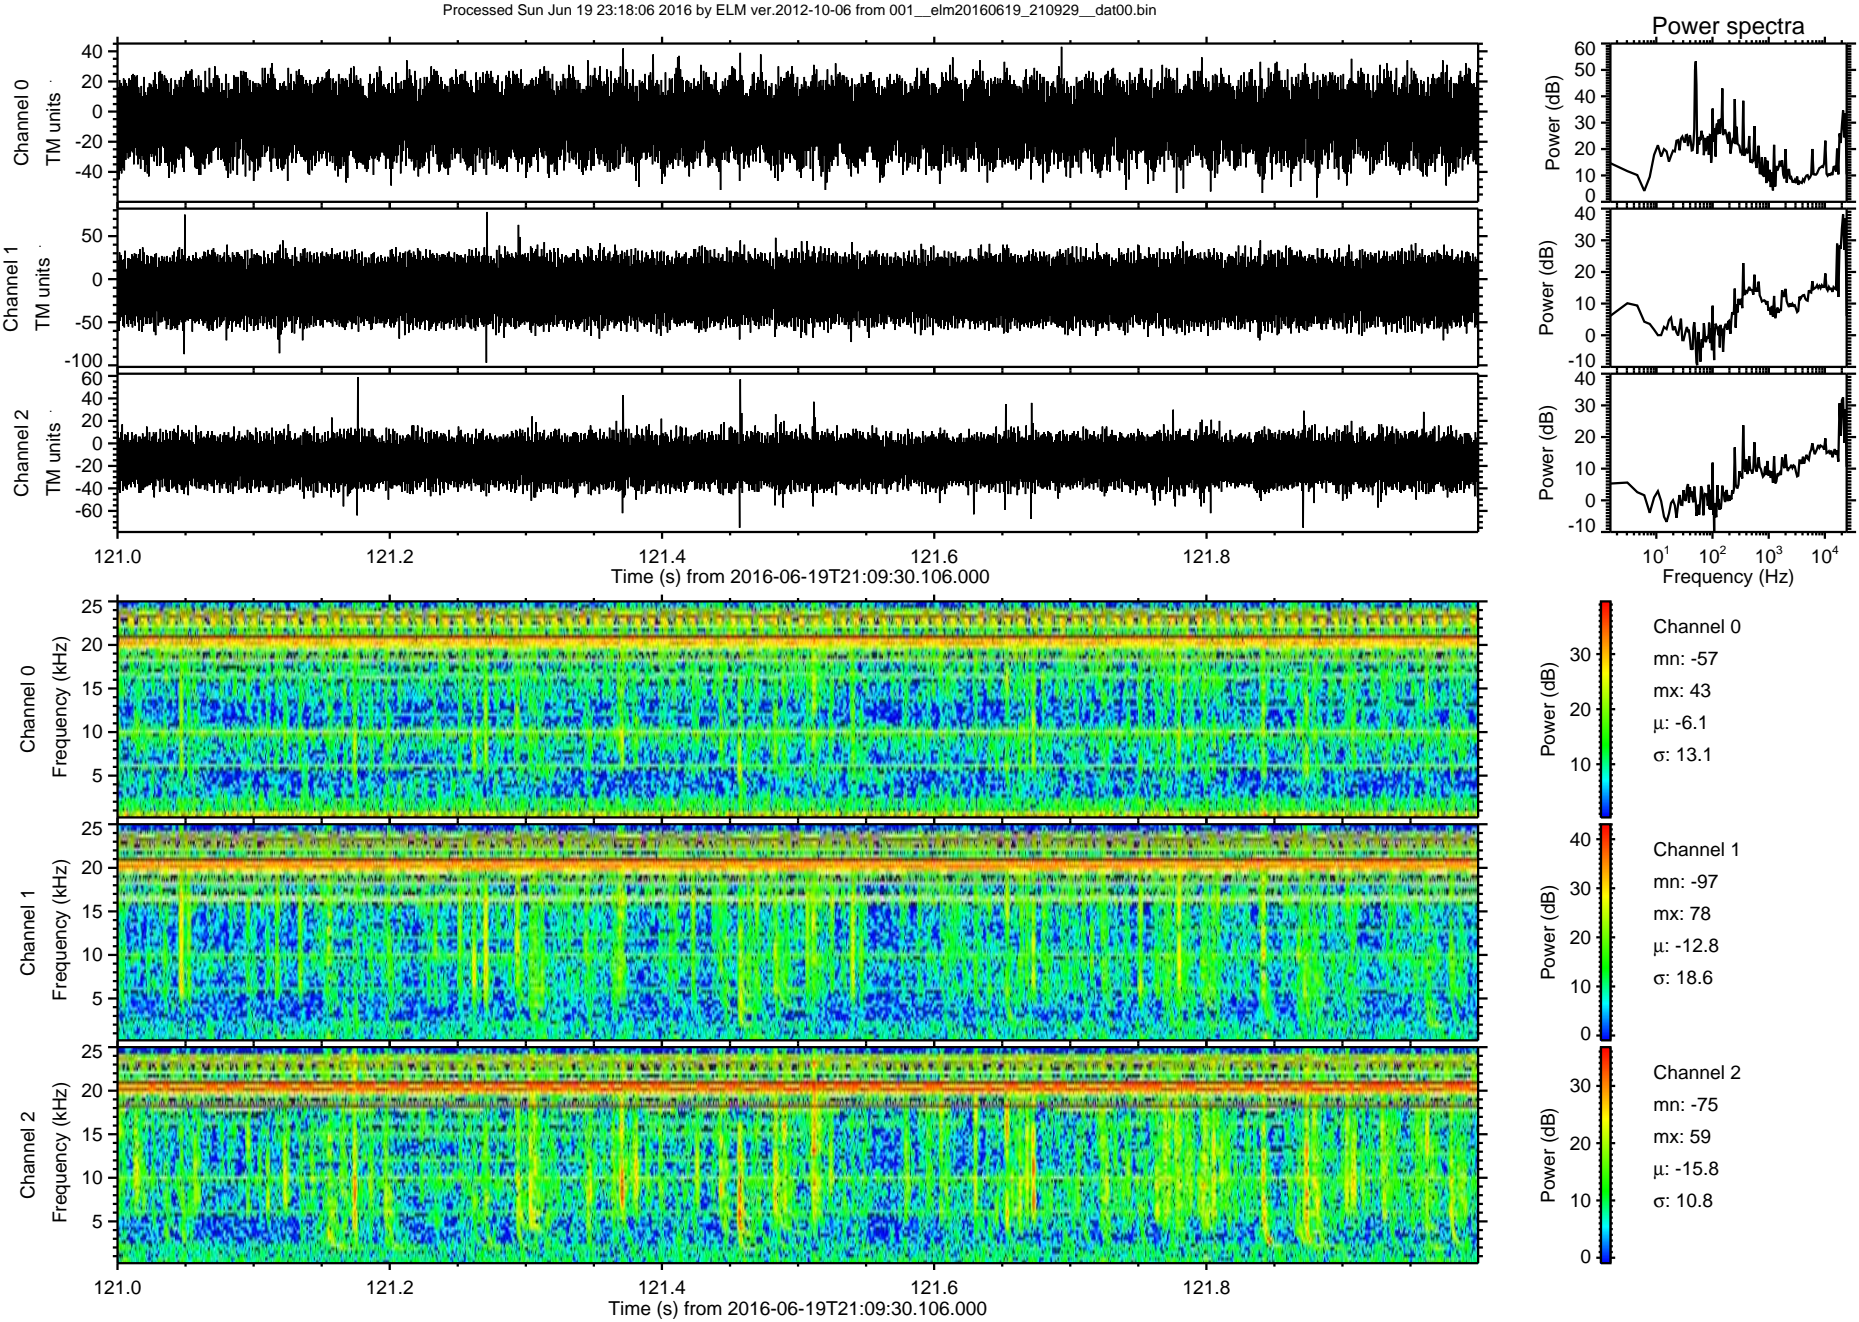 Processed Sun Jun 19 23:18:06 2016 by ELM ver.2012-10-06 from 001__elm20160619_210929__dat00.bin
Power spectra
Channel 0
TM units
40
20
0
-20
-40
Power (dB)
60
50
40
30
20
10
0
Channel 1
TM units
50
0
-50
-100
Power (dB)
40
30
20
10
0
-10
Channel 2
TM units
60
40
20
0
-20
-40
-60
Power (dB)
40
30
20
10
0
-10
121.0 121.2 121.4 121.6 121.8
Time (s) from 2016-06-19T21:09:30.106.000
10¹ 10² 10³ 10⁴
Frequency (Hz)
Channel 0
Frequency (kHz)
25
20
15
10
5
Power (dB)
30
20
10
Channel 0
mn: -57
mx: 43
μ: -6.1
σ: 13.1
Channel 1
Frequency (kHz)
25
20
15
10
5
Power (dB)
40
30
20
10
0
Channel 1
mn: -97
mx: 78
μ: -12.8
σ: 18.6
Channel 2
Frequency (kHz)
25
20
15
10
5
Power (dB)
30
20
10
0
Channel 2
mn: -75
mx: 59
μ: -15.8
σ: 10.8
121.0 121.2 121.4 121.6 121.8
Time (s) from 2016-06-19T21:09:30.106.000